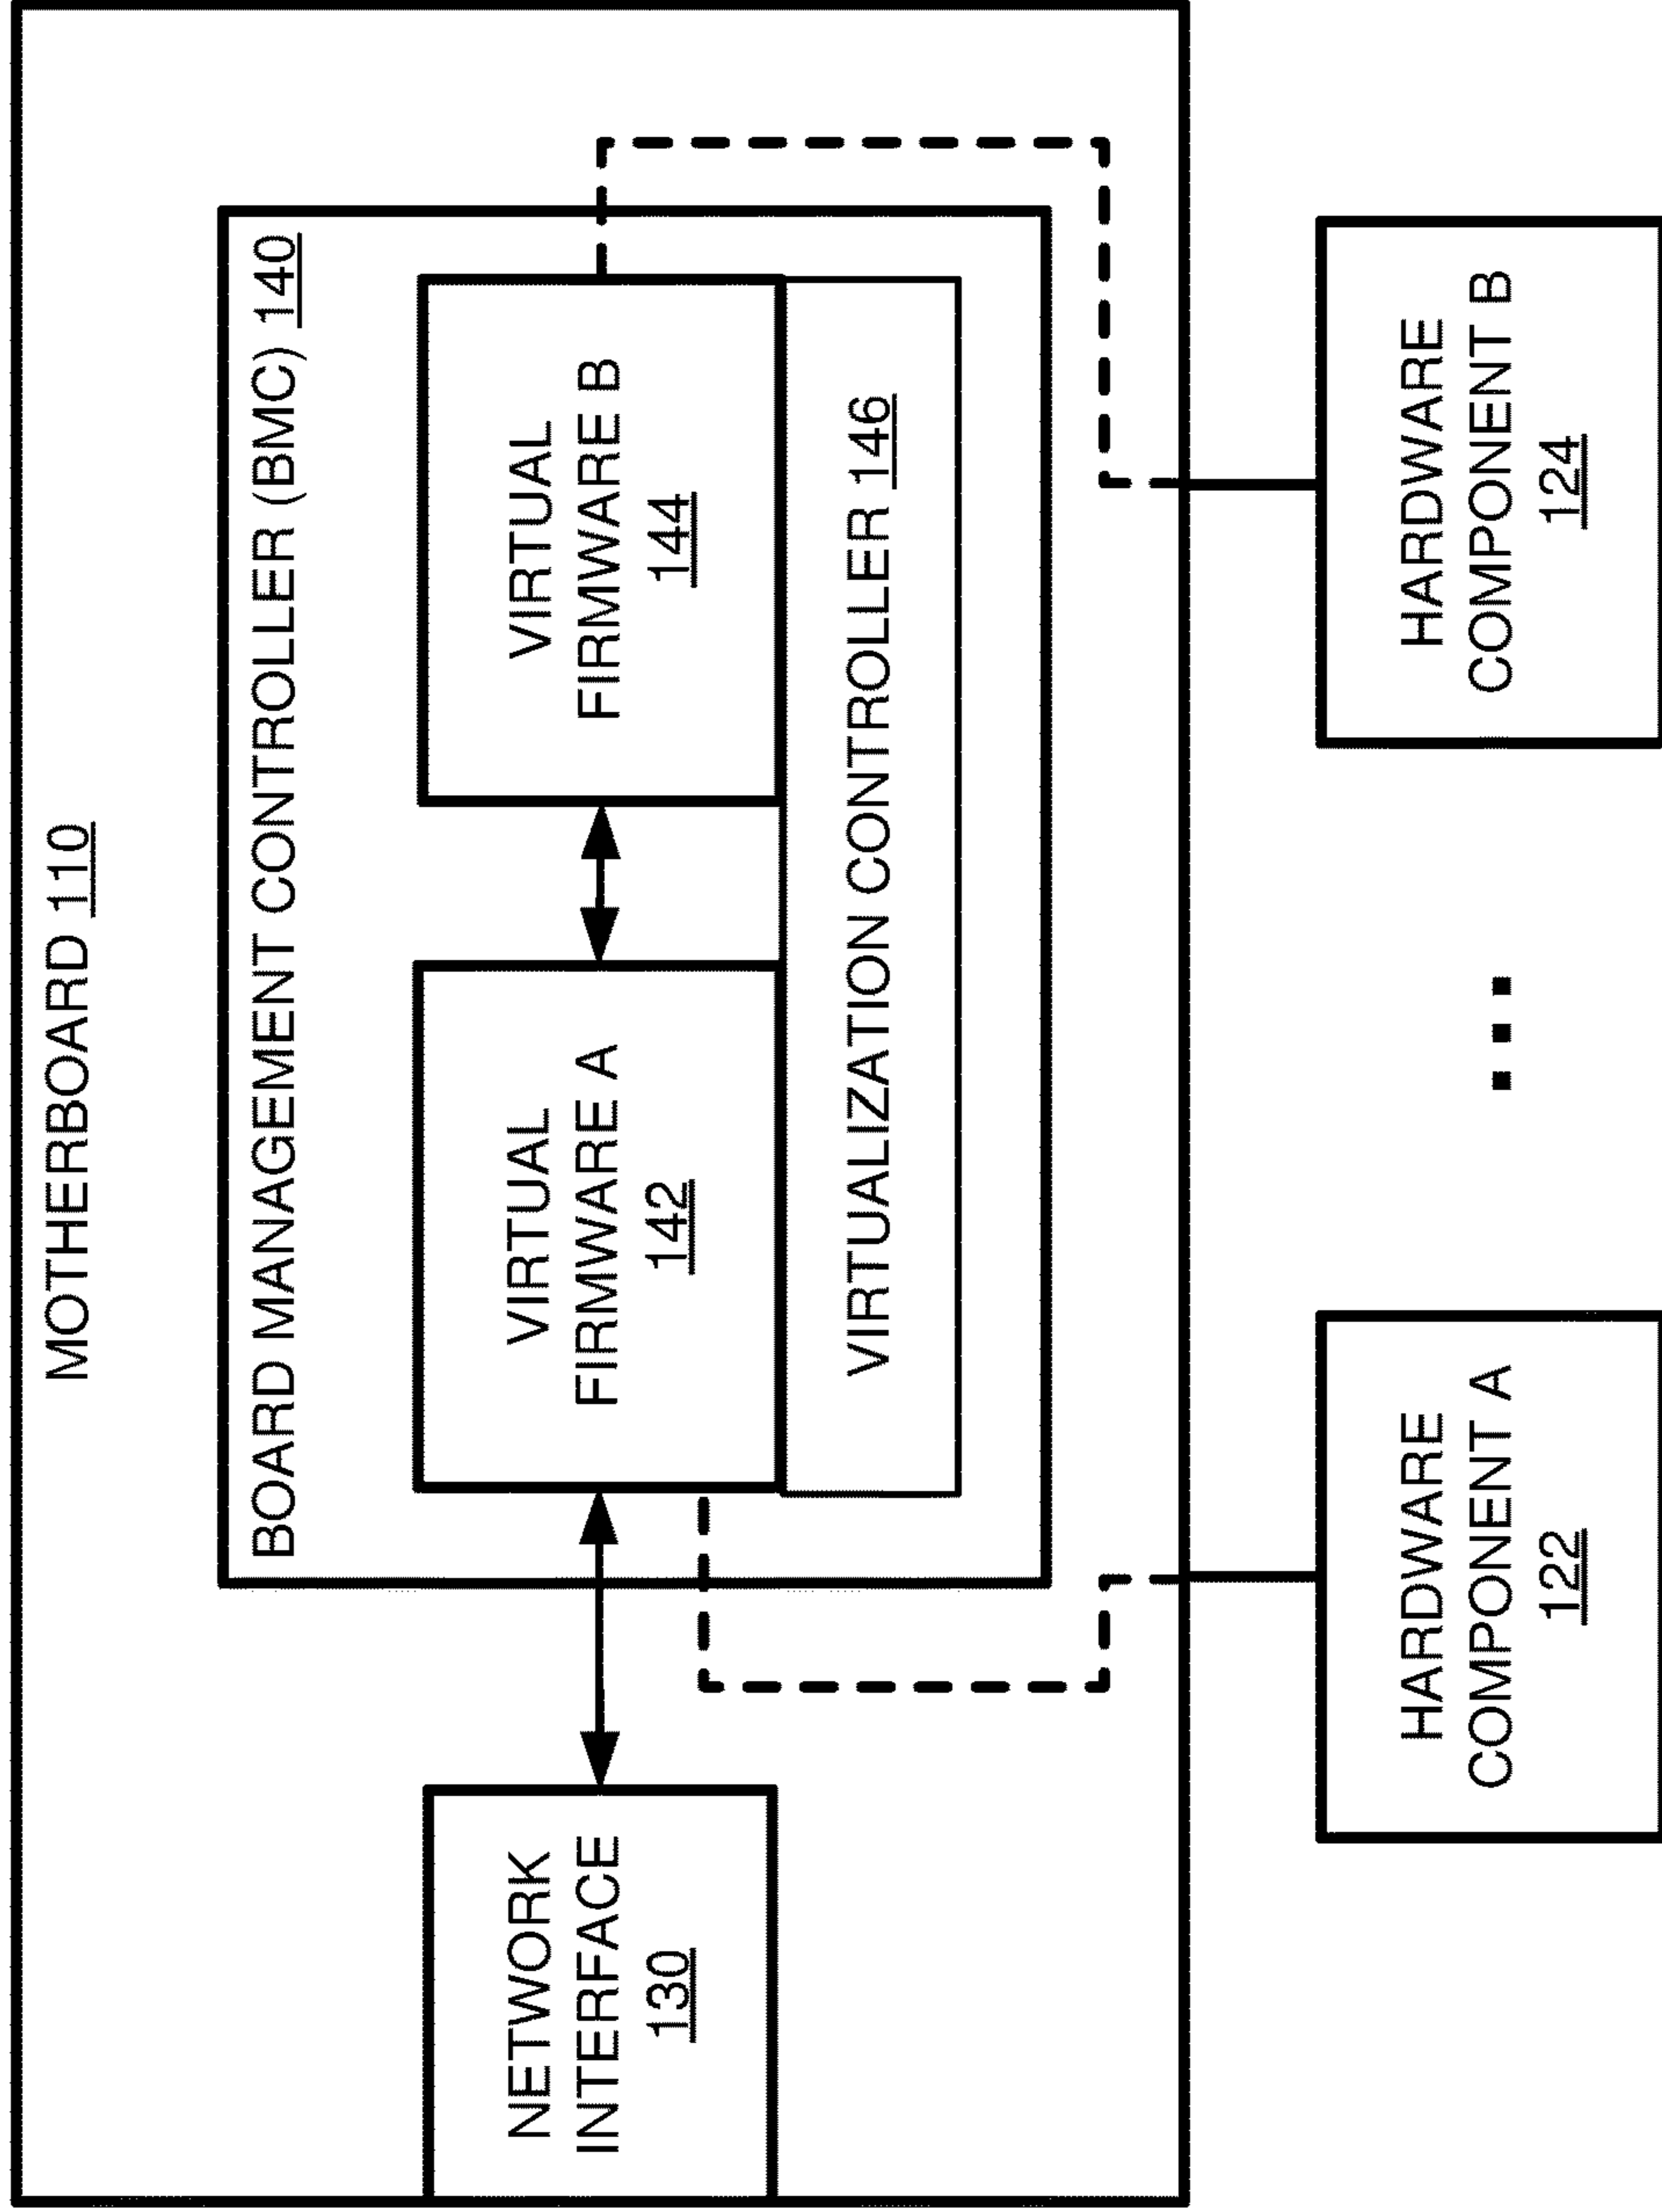 MOTHERBOARD 110
BOARD MANAGEMENT CONTROLLER (BMC) 140
NETWORK
INTERFACE
130
VIRTUAL
FIRMWARE A
142
VIRTUAL
FIRMWARE B
144
VIRTUALIZATION CONTROLLER 146
HARDWARE
COMPONENT A
122
...
HARDWARE
COMPONENT B
124